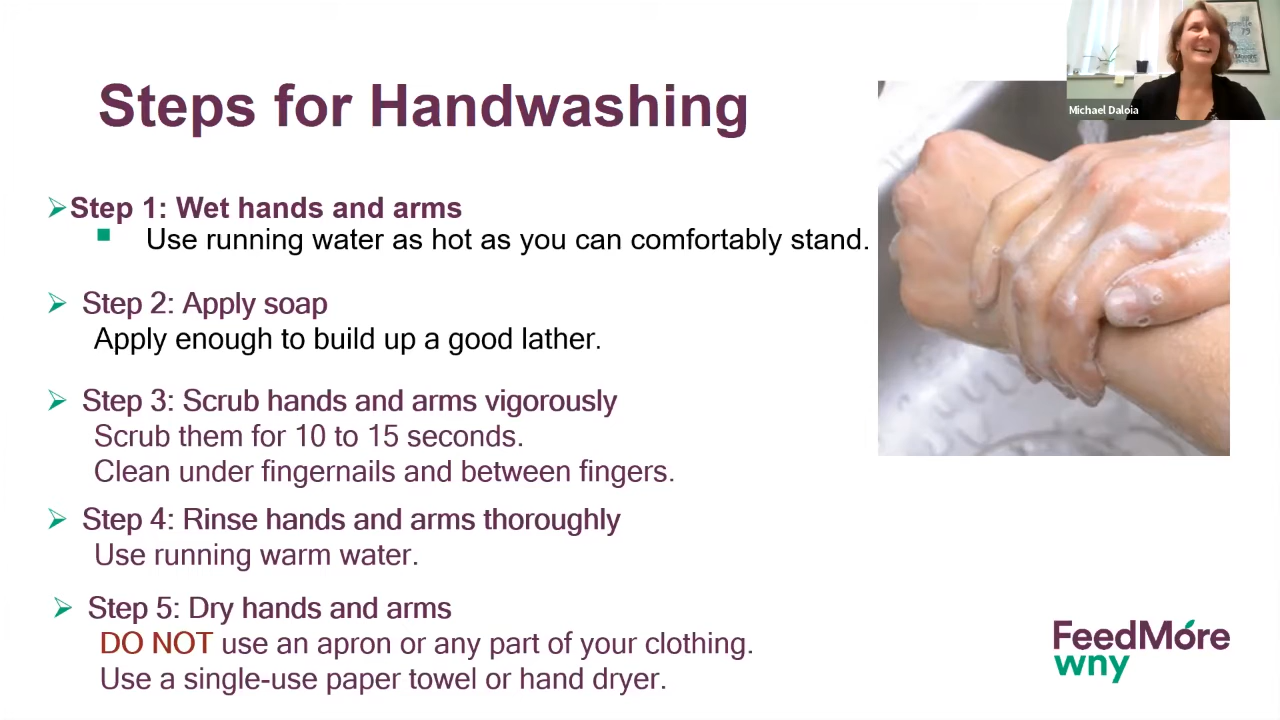 Steps for Handwashing
Michael Daloia
➢Step 1: Wet hands and arms
▪ Use running water as hot as you can comfortably stand.
➢ Step 2: Apply soap
Apply enough to build up a good lather.
➢ Step 3: Scrub hands and arms vigorously
Scrub them for 10 to 15 seconds.
Clean under fingernails and between fingers.
➢ Step 4: Rinse hands and arms thoroughly
Use running warm water.
➢ Step 5: Dry hands and arms
DO NOT use an apron or any part of your clothing.
Use a single-use paper towel or hand dryer.
FeedMóre
wny